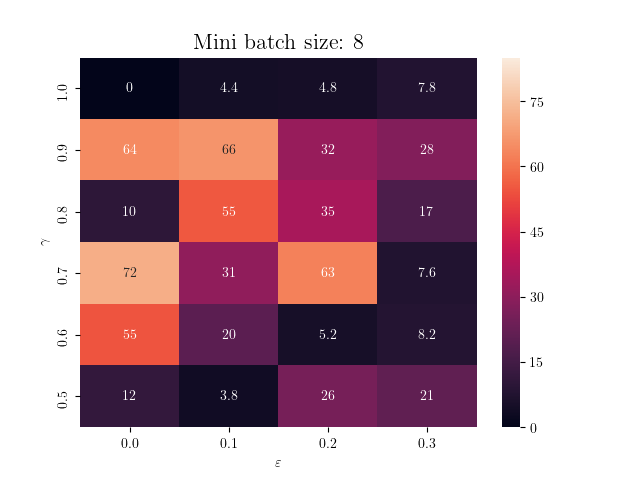 Mini batch size: 8
1.0 0 4.4 4.8 7.8
0.9 64 66 32 28
0.8 10 55 35 17
0.7 72 31 63 7.6
0.6 55 20 5.2 8.2
0.5 12 3.8 26 21
γ
0.0 0.1 0.2 0.3
ε
75
60
45
30
15
0